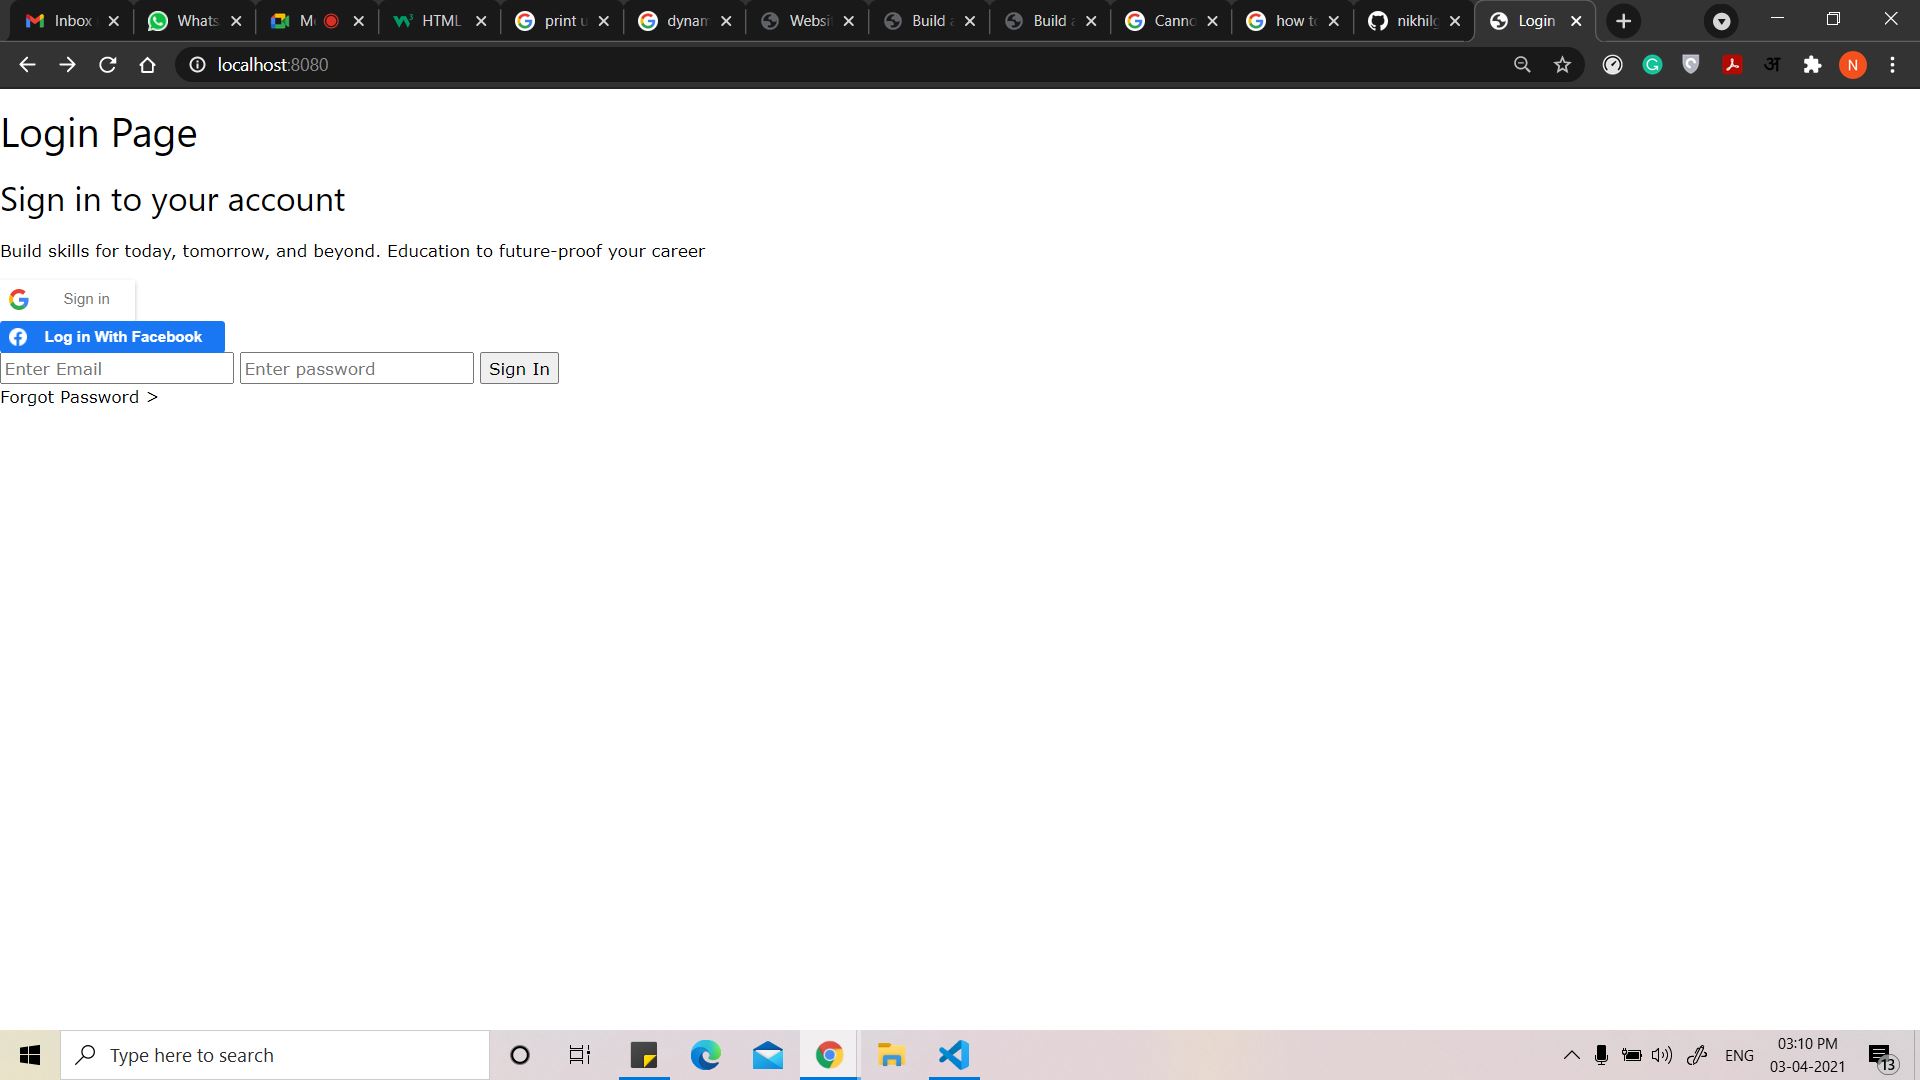 Inbox
Whats
M
HTML
print u
dynam
Websit
Build a
Build a
Canno
how to
nikhilg
Login
localhost:8080
N
Login Page
Sign in to your account
Build skills for today, tomorrow, and beyond. Education to future-proof your career
Sign in
Log in With Facebook
Enter Email Enter password Sign In
Forgot Password >
Type here to search
ENG
03:10 PM
03-04-2021
13